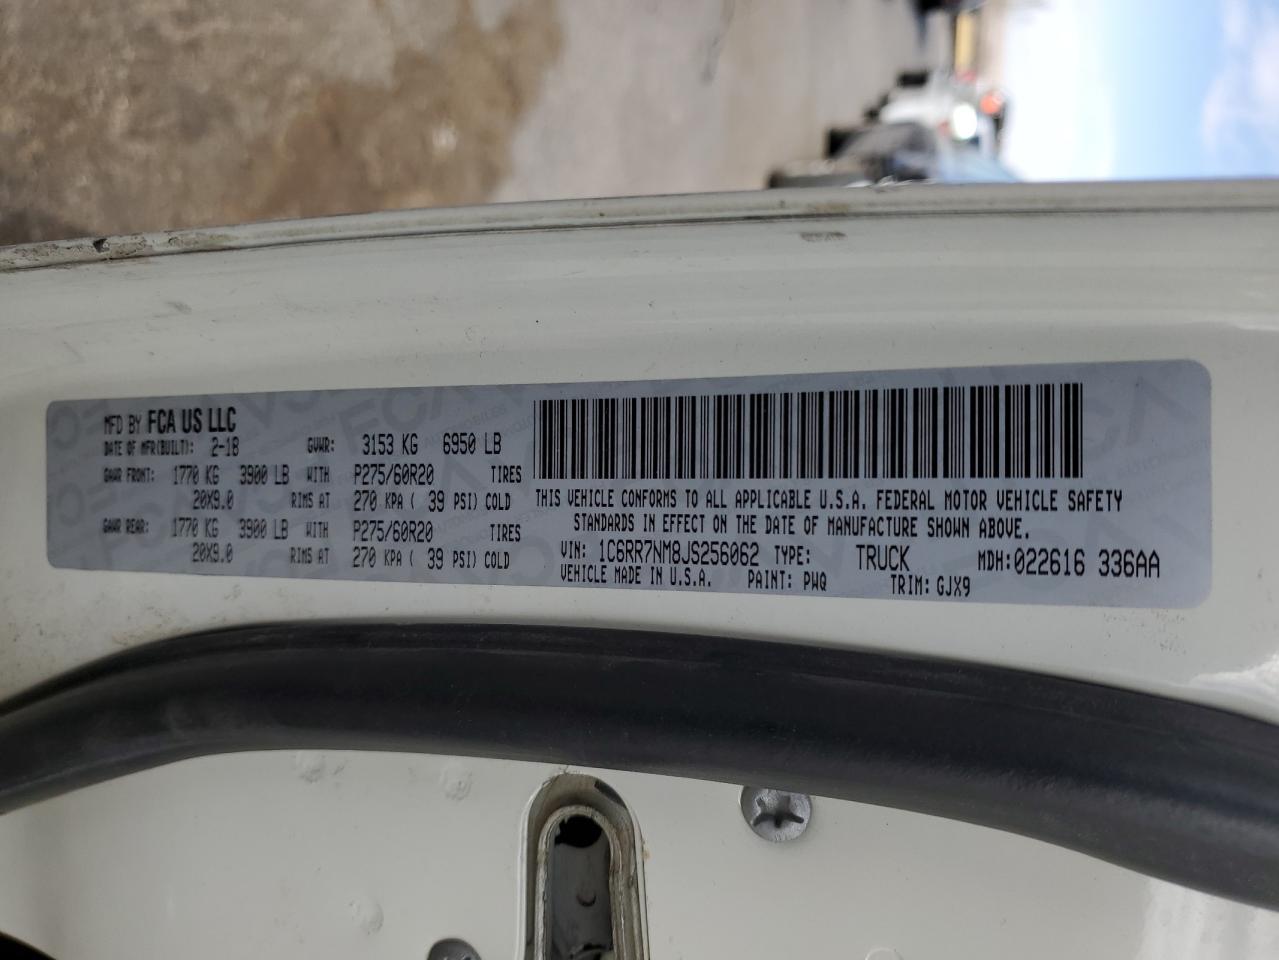 MFD BY FCA US LLC
DATE OF MFR(BUILT): 2-18 GVWR: 3153 KG 6950 LB
GAWR FRONT: 1770 KG 3900 LB WITH P275/60R20 TIRES
20X9.0 RIMS AT 270 KPA ( 39 PSI) COLD
GAWR REAR: 1770 KG 3900 LB WITH P275/60R20 TIRES
20X9.0 RIMS AT 270 KPA ( 39 PSI) COLD
THIS VEHICLE CONFORMS TO ALL APPLICABLE U.S.A. FEDERAL MOTOR VEHICLE SAFETY
STANDARDS IN EFFECT ON THE DATE OF MANUFACTURE SHOWN ABOVE.
VIN: 1C6RR7NM8JS256062 TYPE: TRUCK MDH:022616 336AA
VEHICLE MADE IN U.S.A. PAINT: PWQ TRIM: GJX9